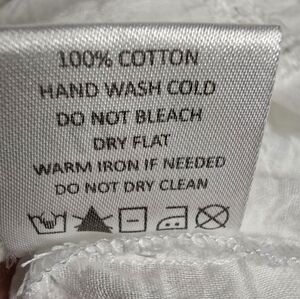 100% COTTON
HAND WASH COLD
DO NOT BLEACH
DRY FLAT
WARM IRON IF NEEDED
DO NOT DRY CLEAN